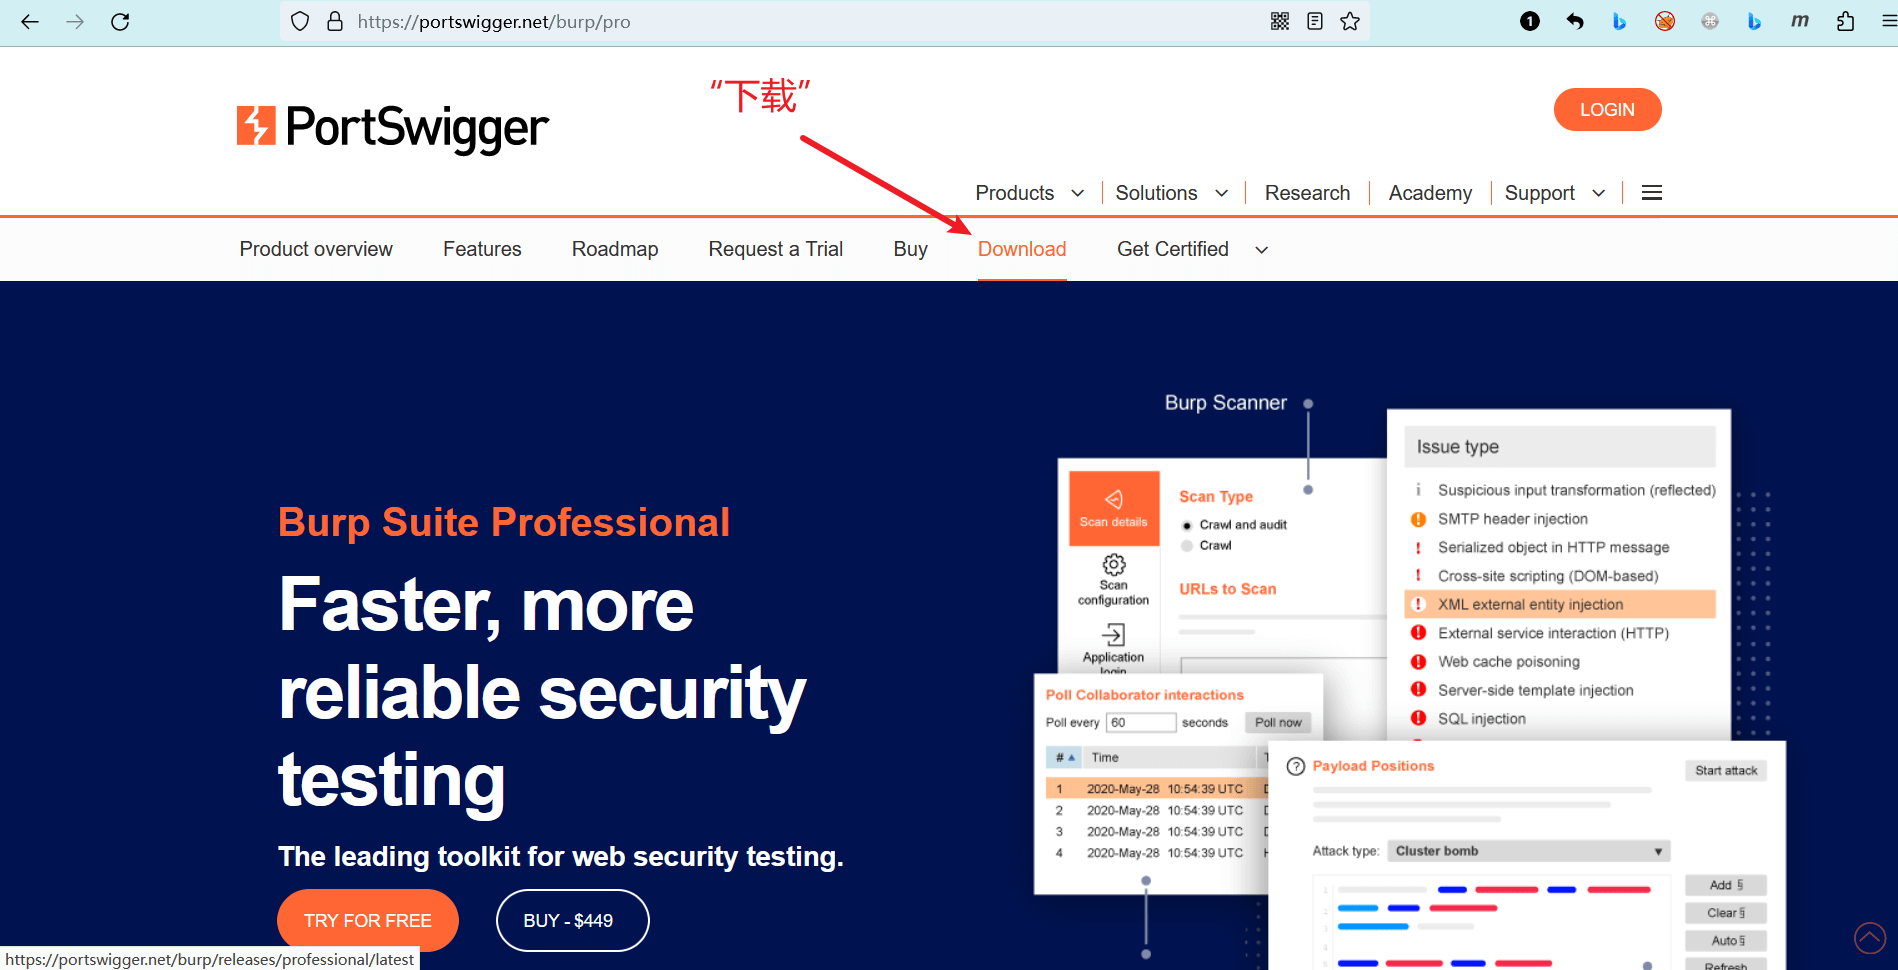 https://portswigger.net/burp/pro
“下载”
PortSwigger
LOGIN
Products
Solutions
Research
Academy
Support
Product overview
Features
Roadmap
Request a Trial
Buy
Download
Get Certified
Burp Suite Professional
Faster, more
reliable security
testing
The leading toolkit for web security testing.
TRY FOR FREE
BUY - $449
Burp Scanner
Scan details
Scan
configuration
Application
login
Scan Type
Crawl and audit
Crawl
URLs to Scan
Issue type
Suspicious input transformation (reflected)
SMTP header injection
Serialized object in HTTP message
Cross-site scripting (DOM-based)
XML external entity injection
External service interaction (HTTP)
Web cache poisoning
Server-side template injection
SQL injection
Poll Collaborator interactions
Poll every 60 seconds Poll now
# Time
1 2020-May-28 10:54:39 UTC
2 2020-May-28 10:54:39 UTC
3 2020-May-28 10:54:39 UTC
4 2020-May-28 10:54:39 UTC
Payload Positions
Start attack
Attack type: Cluster bomb
Add §
Clear §
Auto §
Refresh
https://portswigger.net/burp/releases/professional/latest